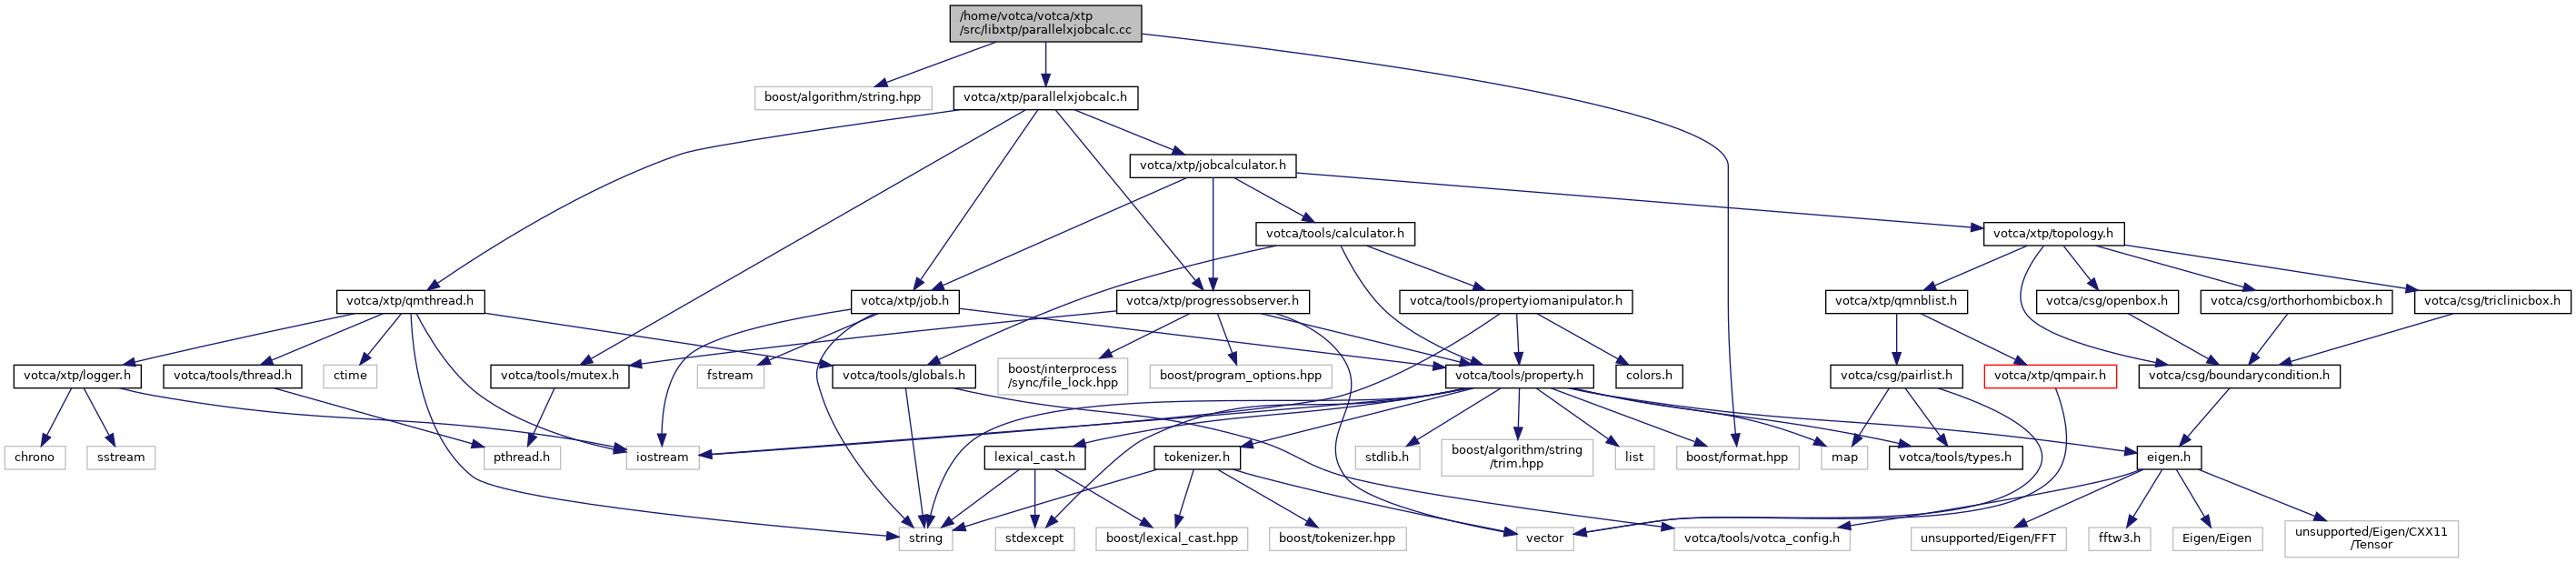 /home/votca/votca/xtp
/src/libxtp/parallelxjobcalc.cc
boost/algorithm/string.hpp
votca/xtp/parallelxjobcalc.h
votca/xtp/jobcalculator.h
votca/tools/calculator.h
votca/xtp/topology.h
votca/xtp/qmthread.h
votca/xtp/job.h
votca/xtp/progressobserver.h
votca/tools/propertyiomanipulator.h
votca/xtp/qmnblist.h
votca/csg/openbox.h
votca/csg/orthorhombicbox.h
votca/csg/triclinicbox.h
votca/xtp/logger.h
votca/tools/thread.h
ctime
votca/tools/mutex.h
fstream
votca/tools/globals.h
boost/interprocess
/sync/file_lock.hpp
boost/program_options.hpp
votca/tools/property.h
colors.h
votca/csg/pairlist.h
votca/xtp/qmpair.h
votca/csg/boundarycondition.h
chrono
sstream
pthread.h
iostream
lexical_cast.h
tokenizer.h
stdlib.h
boost/algorithm/string
/trim.hpp
list
boost/format.hpp
map
votca/tools/types.h
eigen.h
string
stdexcept
boost/lexical_cast.hpp
boost/tokenizer.hpp
vector
votca/tools/votca_config.h
unsupported/Eigen/FFT
fftw3.h
Eigen/Eigen
unsupported/Eigen/CXX11
/Tensor